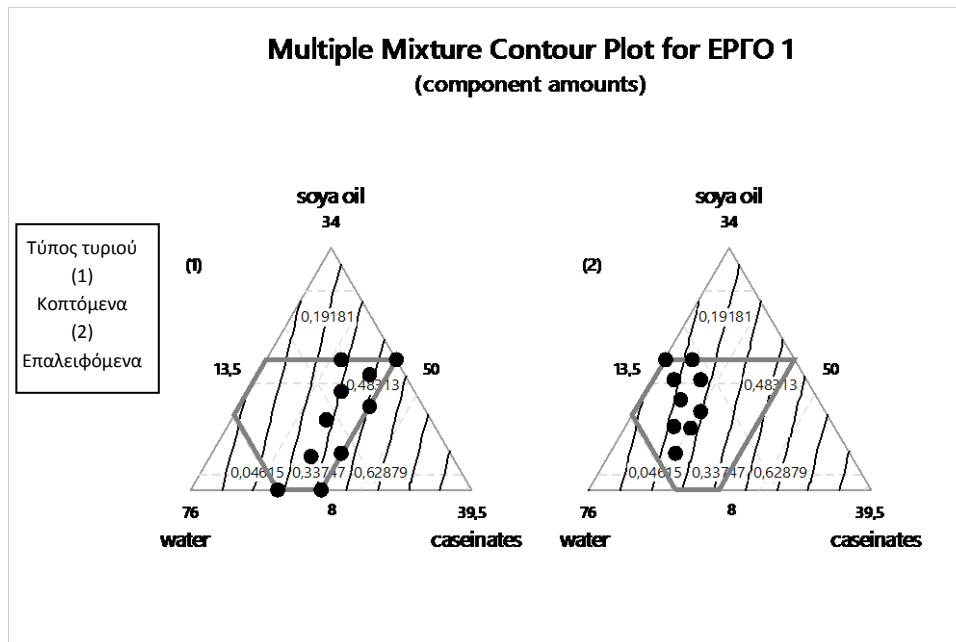 Multiple Mixture Contour Plot for ΕΡΓΟ 1
(component amounts)
Τύπος τυριού
(1)
Κοπτόμενα
(2)
Επαλειφόμενα
(1)
soya oil
34
0,19181
13,5
50
0,48313
0,04615
0,33747
0,62879
76
8
39,5
water
caseinates
(2)
soya oil
34
0,19181
13,5
50
0,48313
0,04615
0,33747
0,62879
76
8
39,5
water
caseinates